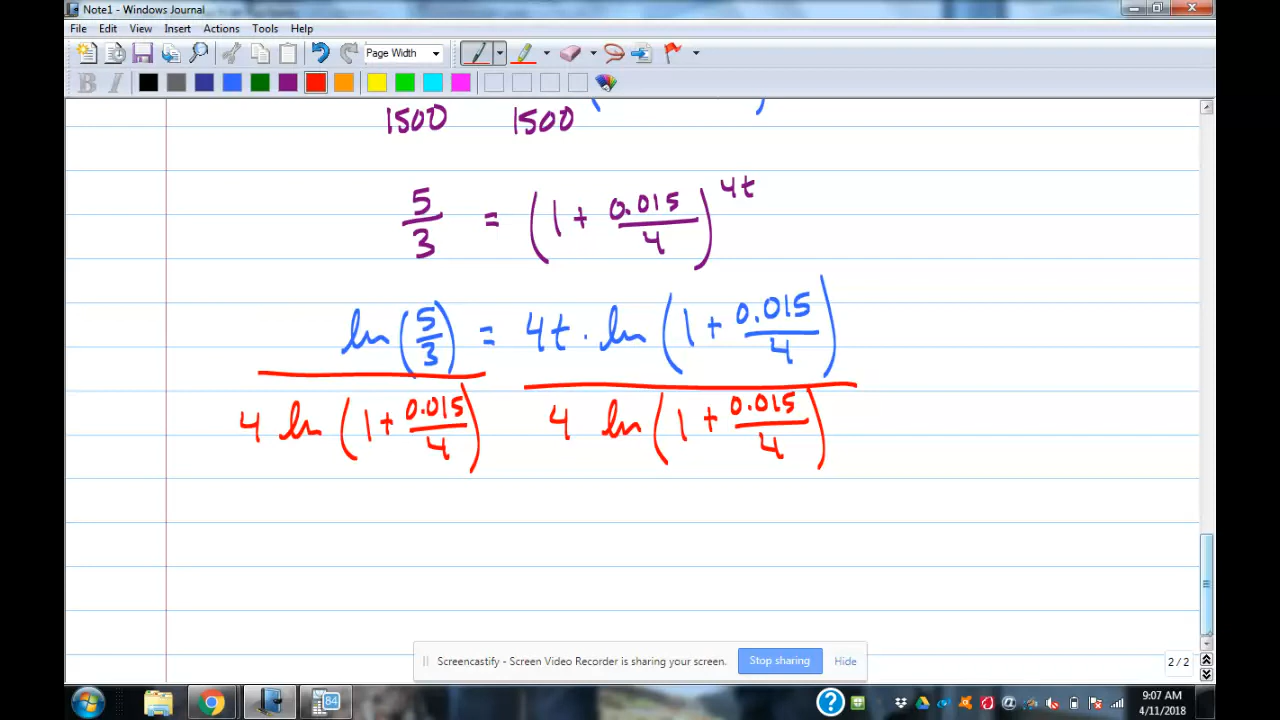 Note1 - Windows Journal
File Edit View Insert Actions Tools Help
Page Width
B I
1500 1500
5/3 = (1 + 0.015/4)^4t
ln(5/3) = 4t · ln(1 + 0.015/4)
4 ln(1 + 0.015/4) 4 ln(1 + 0.015/4)
Screencastify - Screen Video Recorder is sharing your screen. Stop sharing Hide
2 / 2
84
9:07 AM
4/11/2018